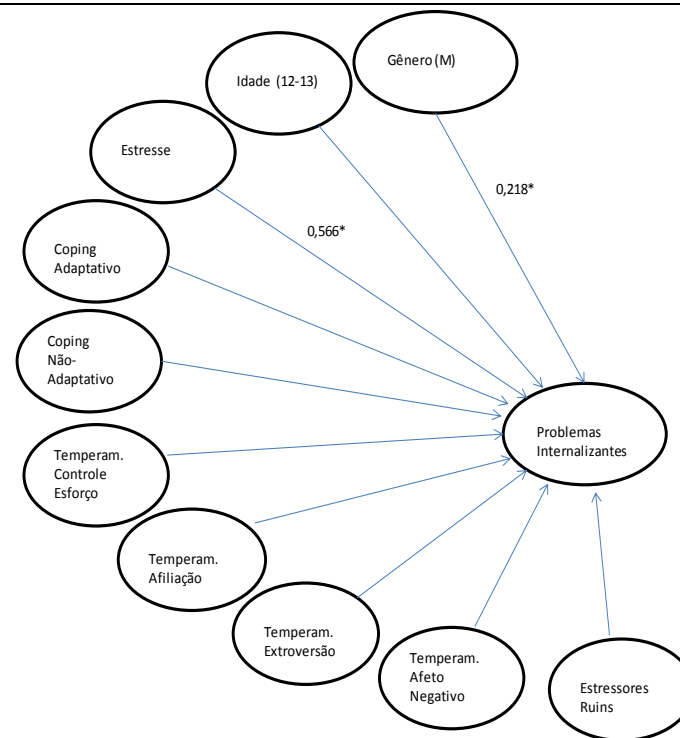 Gênero (M)
Idade (12-13)
Estresse
0,218*
0,566*
Coping
Adaptativo
Coping
Não-
Adaptativo
Problemas
Internalizantes
Temperam.
Controle
Esforço
Temperam.
Afiliação
Temperam.
Extroversão
Temperam.
Afeto
Negativo
Estressores
Ruins